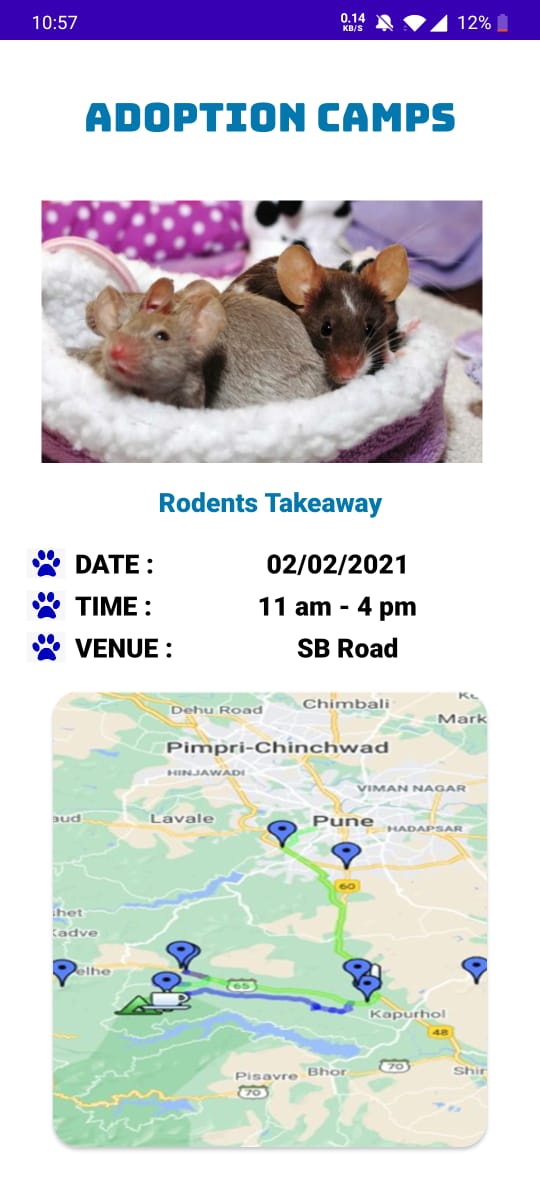 10:57
0.14
KB/S
12%
ADOPTION CAMPS
Rodents Takeaway
DATE : 02/02/2021
TIME : 11 am - 4 pm
VENUE : SB Road
Dehu Road
Chimbali
Mark
Pimpri-Chinchwad
HINJAWADI
VIMAN NAGAR
aud
Lavale
Pune
HADAPSAR
60
het
adve
elhe
65
Kapurhol
48
Pisavre
Bhor
70
Shir
70